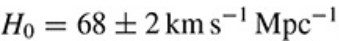 H₀ = 68 ± 2 km s⁻¹ Mpc⁻¹